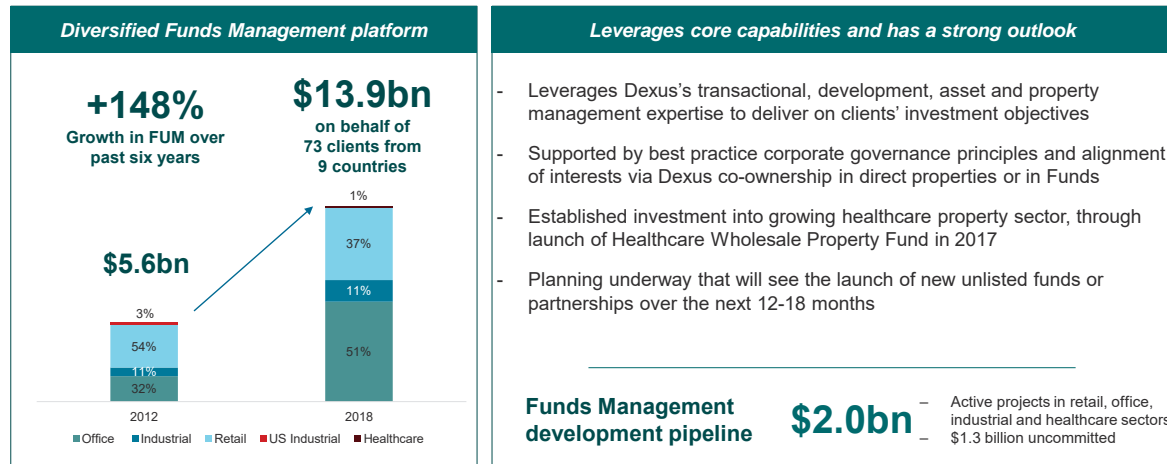 Diversified Funds Management platform
+148%
Growth in FUM over
past six years
$13.9bn
on behalf of
73 clients from
9 countries
$5.6bn
3%
54%
11%
32%
1%
37%
11%
51%
2012
2018
Office
Industrial
Retail
US Industrial
Healthcare
Leverages core capabilities and has a strong outlook
- Leverages Dexus's transactional, development, asset and property
management expertise to deliver on clients' investment objectives
- Supported by best practice corporate governance principles and alignment
of interests via Dexus co-ownership in direct properties or in Funds
- Established investment into growing healthcare property sector, through
launch of Healthcare Wholesale Property Fund in 2017
- Planning underway that will see the launch of new unlisted funds or
partnerships over the next 12-18 months
Funds Management
development pipeline
$2.0bn
– Active projects in retail, office,
industrial and healthcare sectors
– $1.3 billion uncommitted